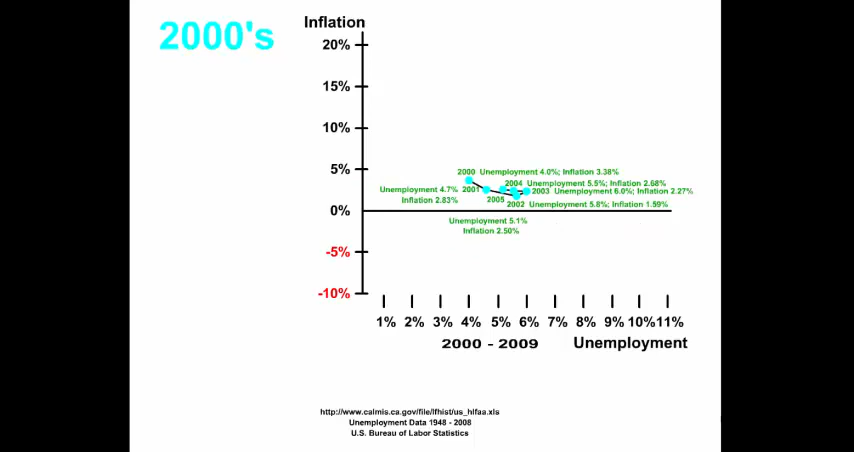 2000's
Inflation
20%
15%
10%
5%
0%
-5%
-10%
2000 Unemployment 4.0%; Inflation 3.38%
2004 Unemployment 5.5%; Inflation 2.68%
Unemployment 4.7% 2001
2003 Unemployment 6.0%; Inflation 2.27%
Inflation 2.83%
2005
2002 Unemployment 5.8%; Inflation 1.59%
Unemployment 5.1%
Inflation 2.50%
1% 2% 3% 4% 5% 6% 7% 8% 9% 10% 11%
2000 - 2009
Unemployment
http://www.calmis.ca.gov/file/lfhist/us_hlfaa.xls
Unemployment Data 1948 - 2008
U.S. Bureau of Labor Statistics